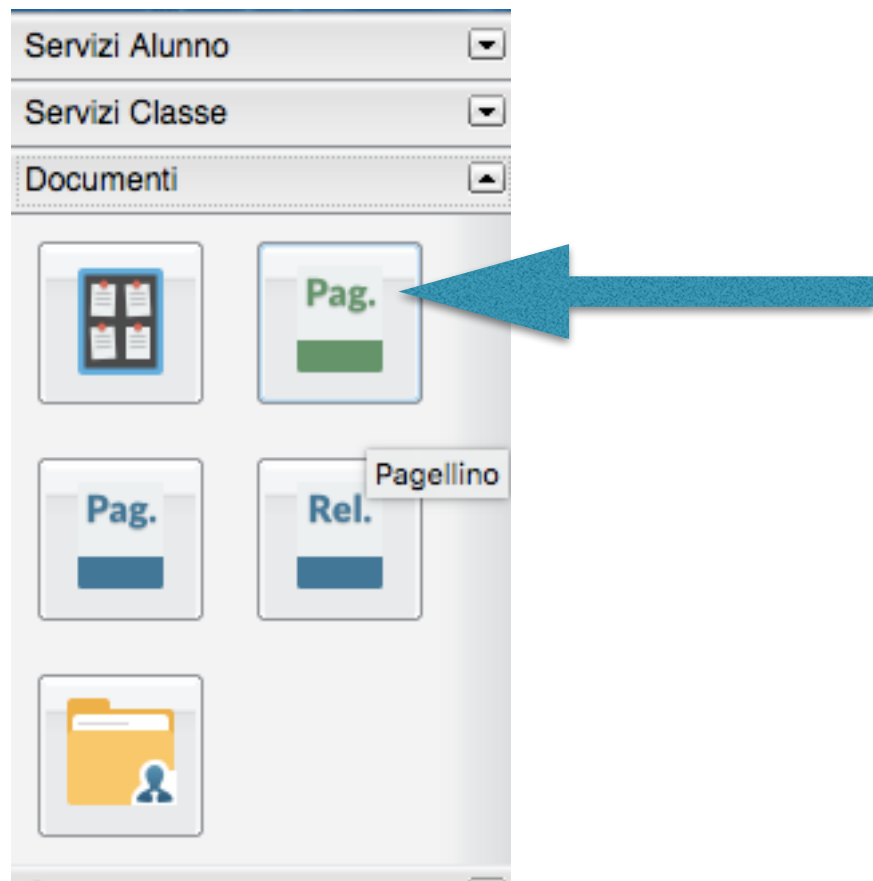 Servizi Alunno
Servizi Classe
Documenti
Pag.
Pagellino
Pag.
Rel.